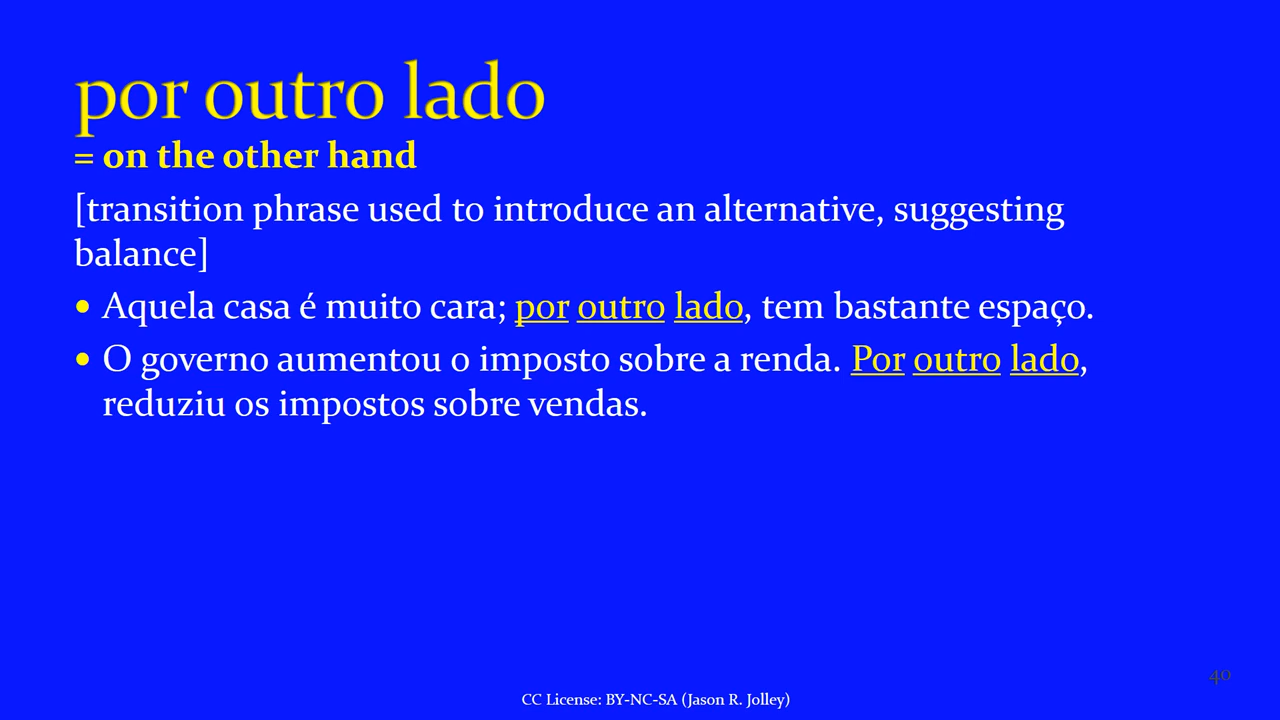 por outro lado
= on the other hand
[transition phrase used to introduce an alternative, suggesting
balance]
• Aquela casa é muito cara; por outro lado, tem bastante espaço.
• O governo aumentou o imposto sobre a renda. Por outro lado,
reduziu os impostos sobre vendas.
40
CC License: BY-NC-SA (Jason R. Jolley)